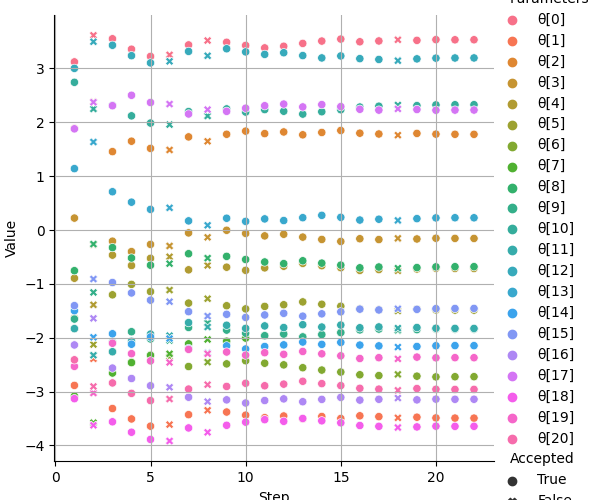 Parameters
θ[0]
θ[1]
θ[2]
θ[3]
θ[4]
θ[5]
θ[6]
θ[7]
θ[8]
θ[9]
θ[10]
θ[11]
θ[12]
θ[13]
θ[14]
θ[15]
θ[16]
θ[17]
θ[18]
θ[19]
θ[20]
Accepted
True
False
Value
3
2
1
0
−1
−2
−3
−4
0 5 10 15 20
Step